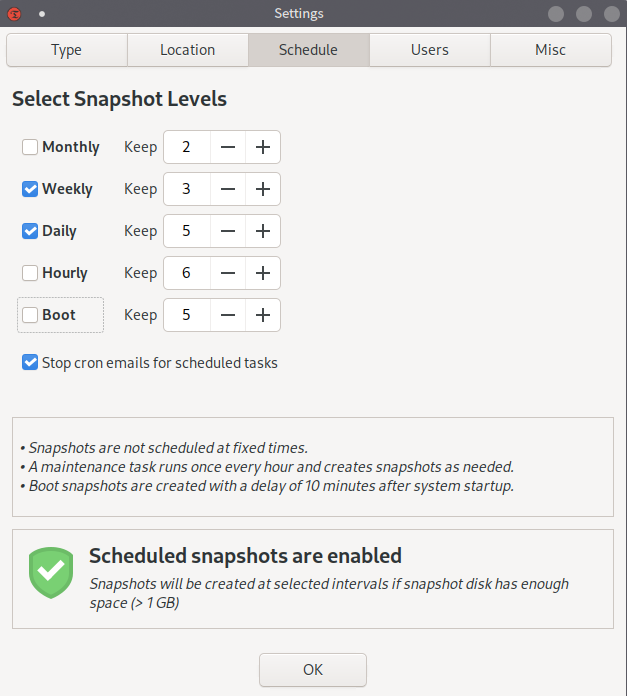 Settings
Type Location Schedule Users Misc
Select Snapshot Levels
Monthly Keep 2 − +
Weekly Keep 3 − +
Daily Keep 5 − +
Hourly Keep 6 − +
Boot Keep 5 − +
Stop cron emails for scheduled tasks
• Snapshots are not scheduled at fixed times.
• A maintenance task runs once every hour and creates snapshots as needed.
• Boot snapshots are created with a delay of 10 minutes after system startup.
Scheduled snapshots are enabled
Snapshots will be created at selected intervals if snapshot disk has enough
space (> 1 GB)
OK